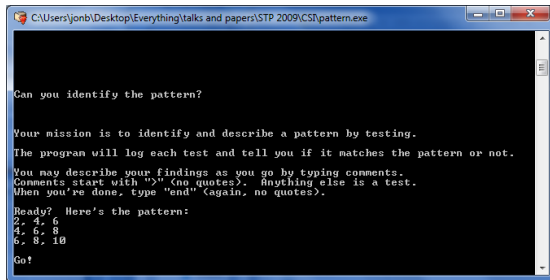 C:\Users\jonb\Desktop\Everything\talks and papers\STP 2009\CSI\pattern.exe
Can you identify the pattern?
Your mission is to identify and describe a pattern by testing.
The program will log each test and tell you if it matches the pattern or not.
You may describe your findings as you go by typing comments.
Comments start with ">" (no quotes).  Anything else is a test.
When you're done, type "end" (again, no quotes).
Ready?  Here's the pattern:
2, 4, 6
4, 6, 8
6, 8, 10
Go!